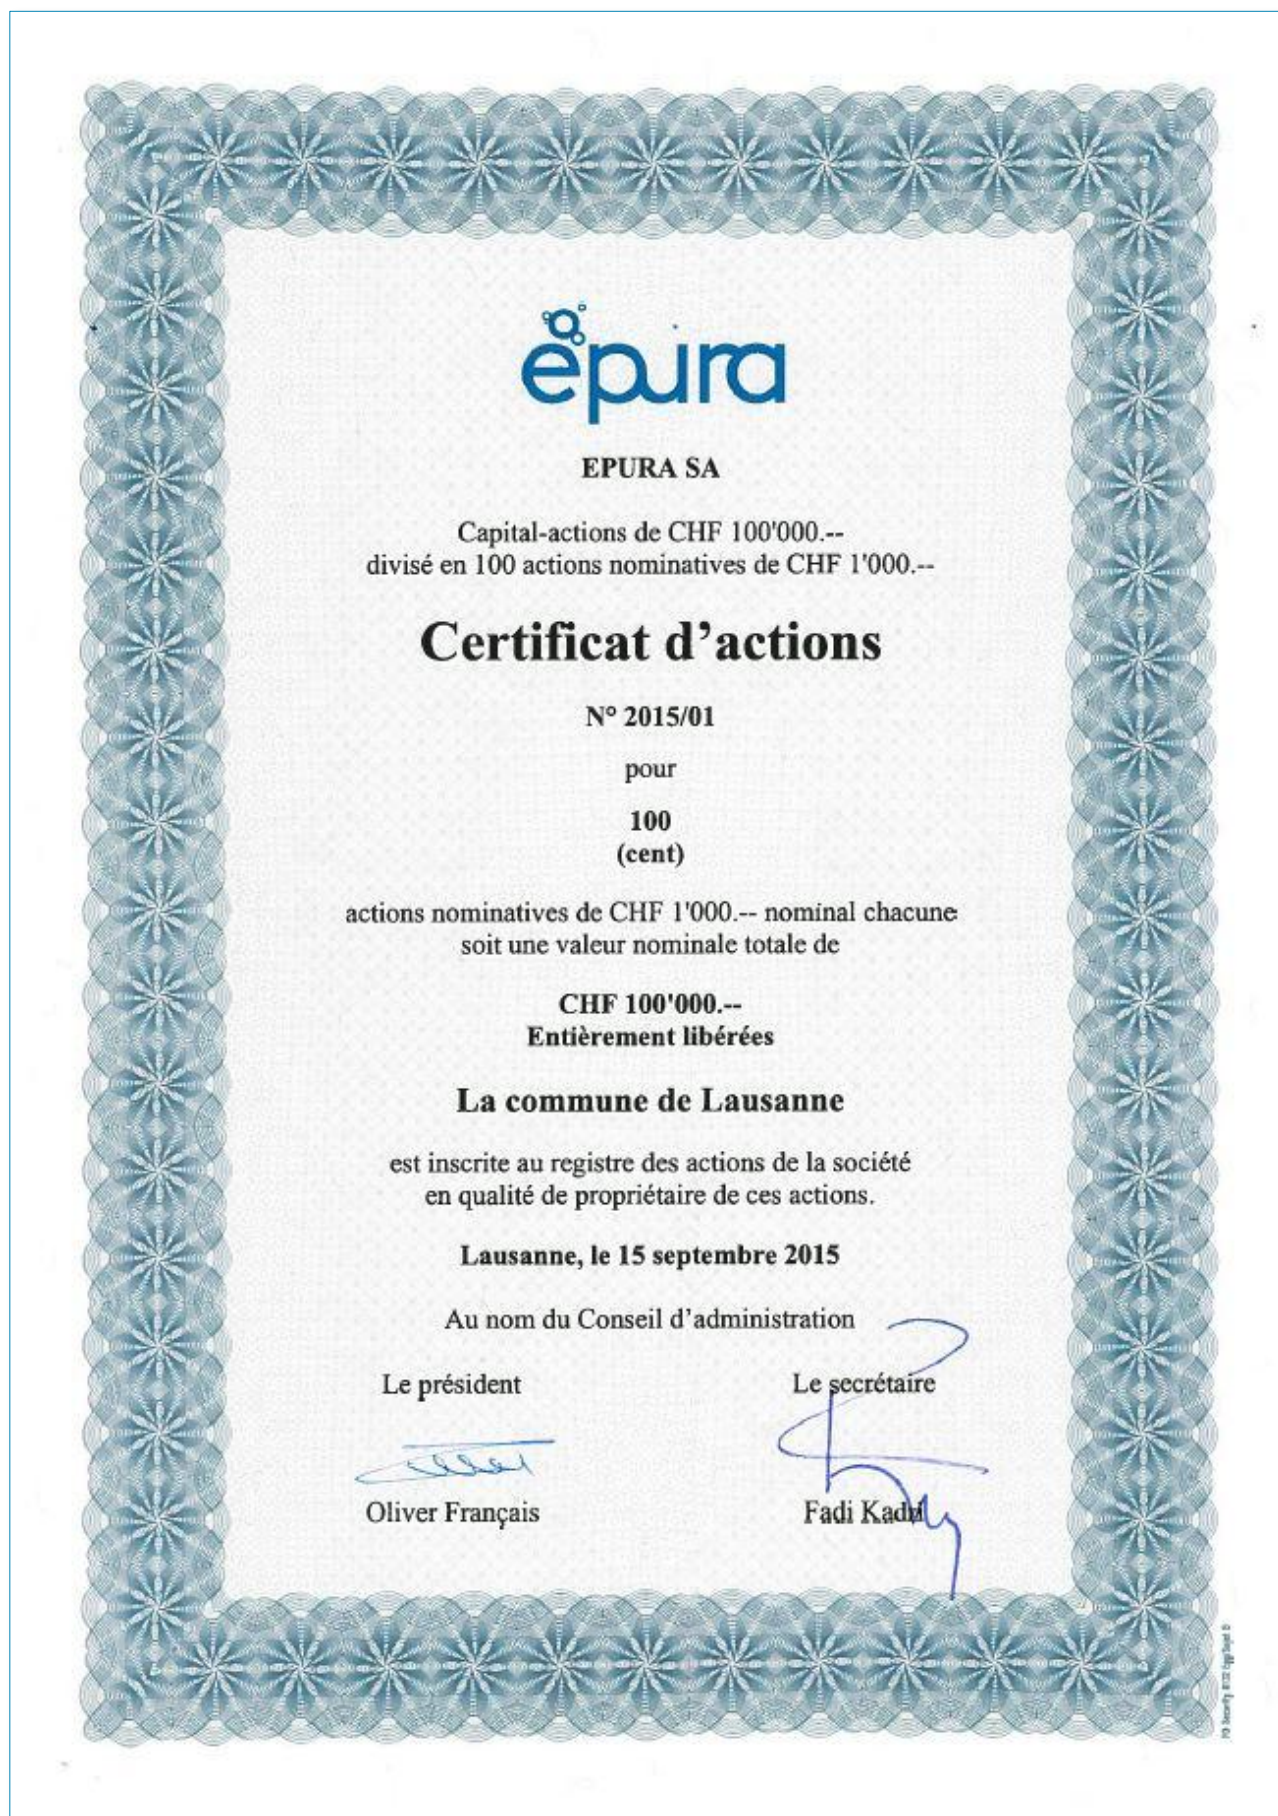 épura
EPURA SA
Capital-actions de CHF 100'000.--
divisé en 100 actions nominatives de CHF 1'000.--
Certificat d’actions
N° 2015/01
pour
100
(cent)
actions nominatives de CHF 1'000.-- nominal chacune
soit une valeur nominale totale de
CHF 100'000.--
Entièrement libérées
La commune de Lausanne
est inscrite au registre des actions de la société
en qualité de propriétaire de ces actions.
Lausanne, le 15 septembre 2015
Au nom du Conseil d’administration
Le président
Le secrétaire
Oliver Français
Fadi Kadri